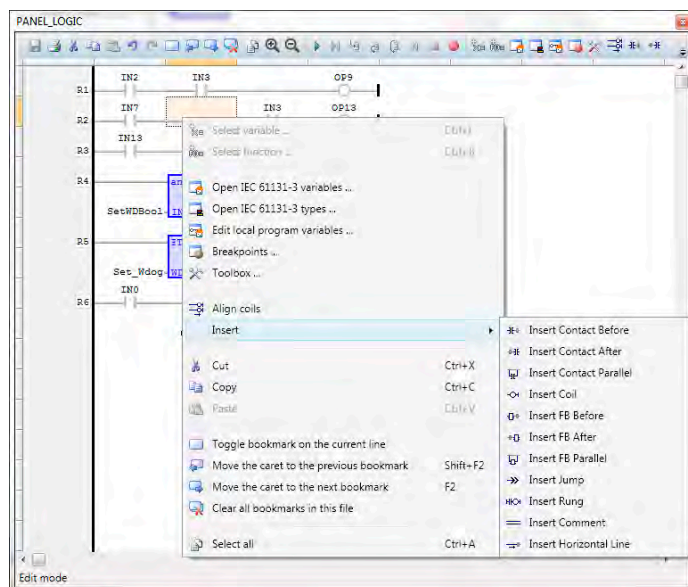 PANEL_LOGIC
IN2 IN3 OP9
R1
IN7 IN3 OP13
R2
IN13
R3
R4
an
SetWDBool IN
R5
Set_Wdog WD
IN0
R6
Select variable ... Ctrl+I
Select function ...
Open IEC 61131-3 variables ...
Open IEC 61131-3 types ...
Edit local program variables ...
Breakpoints ...
Toolbox ...
Align coils
Insert
Cut Ctrl+X
Copy Ctrl+C
Paste Ctrl+V
Toggle bookmark on the current line
Move the caret to the previous bookmark Shift+F2
Move the caret to the next bookmark F2
Clear all bookmarks in this file
Select all Ctrl+A
Insert Contact Before
Insert Contact After
Insert Contact Parallel
Insert Coil
Insert FB Before
Insert FB After
Insert FB Parallel
Insert Jump
Insert Rung
Insert Comment
Insert Horizontal Line
Edit mode